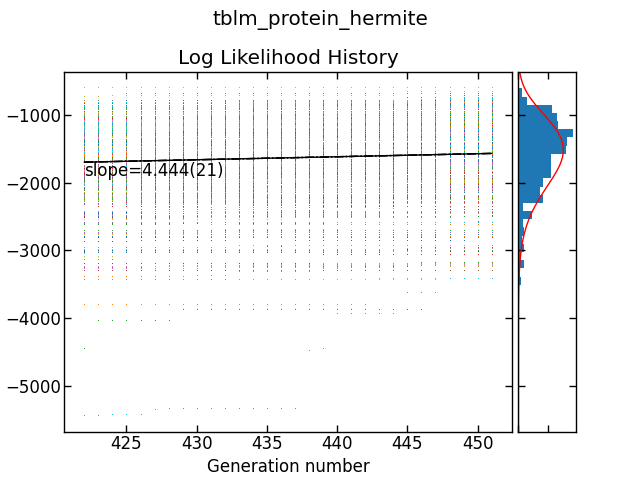 tblm_protein_hermite
Log Likelihood History
−1000
−2000
−3000
−4000
−5000
slope=4.444(21)
425 430 435 440 445 450
Generation number